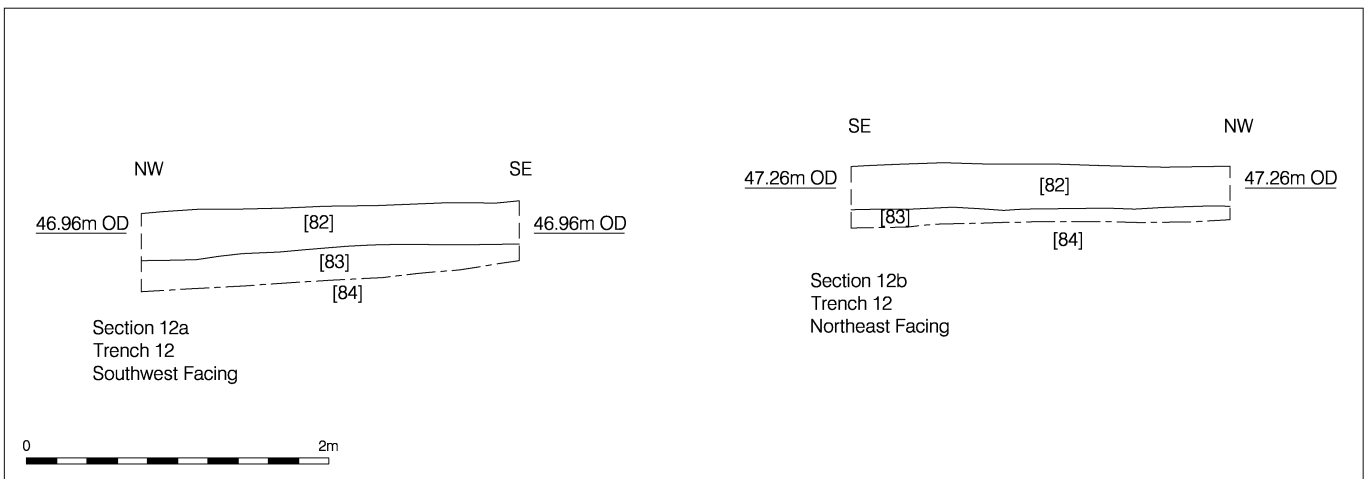 NW SE
46.96m OD [82] 46.96m OD
[83]
[84]
Section 12a
Trench 12
Southwest Facing
SE NW
47.26m OD [82] 47.26m OD
[83]
[84]
Section 12b
Trench 12
Northeast Facing
0 2m